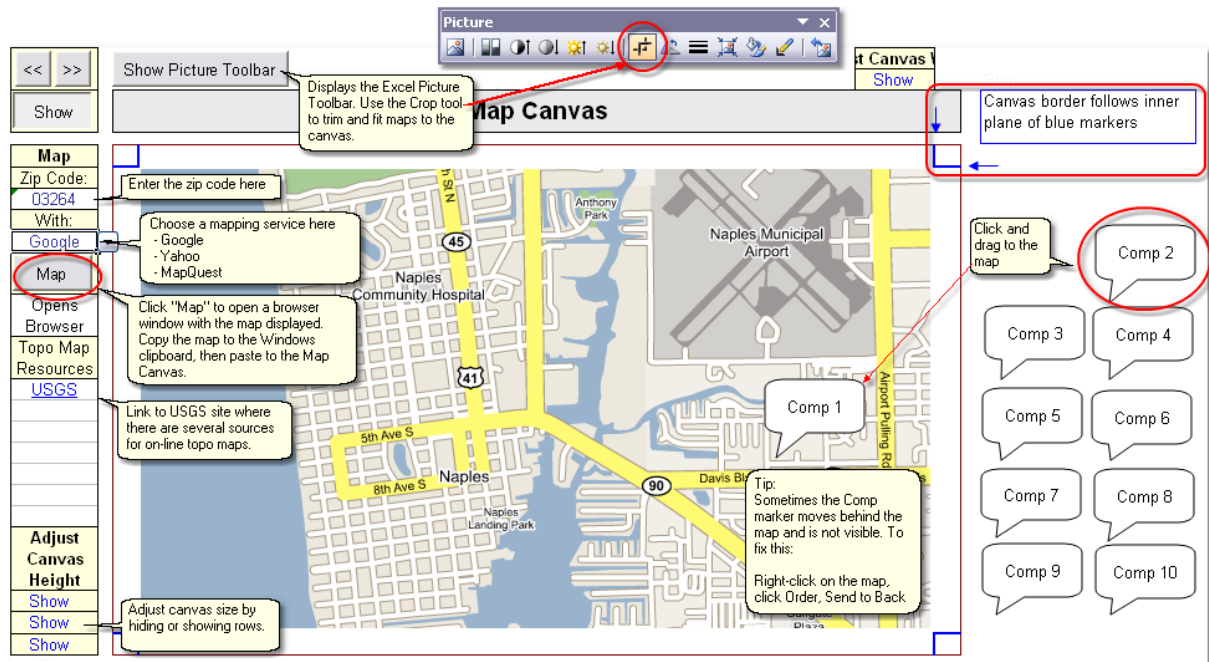 Picture
<< >>
Show Picture Toolbar
t Canvas
Show
Show
Displays the Excel Picture
Toolbar. Use the Crop tool
to trim and fit maps to the
canvas.
Map Canvas
Canvas border follows inner
plane of blue markers
Map
Zip Code:
03264
With:
Google
Map
Opens
Browser
Topo Map
Resources
USGS
Enter the zip code here
Choose a mapping service here
- Google
- Yahoo
- MapQuest
Click "Map" to open a browser
window with the map displayed.
Copy the map to the Windows
clipboard, then paste to the Map
Canvas.
Link to USGS site where
there are several sources
for on-line topo maps.
Adjust
Canvas
Height
Show
Show
Show
Adjust canvas size by
hiding or showing rows.
h St N
45
Anthony
Park
Naples Municipal
Airport
Naples
Community Hospital
41
5th Ave S
8th Ave S
Naples
Naples
Landing Park
90
Davis Bl
Airport Pulling Rd
Plaza
Comp 1
Tip:
Sometimes the Comp
marker moves behind the
map and is not visible. To
fix this:
Right-click on the map,
click Order, Send to Back
Click and
drag to the
map
Comp 2
Comp 3
Comp 4
Comp 5
Comp 6
Comp 7
Comp 8
Comp 9
Comp 10